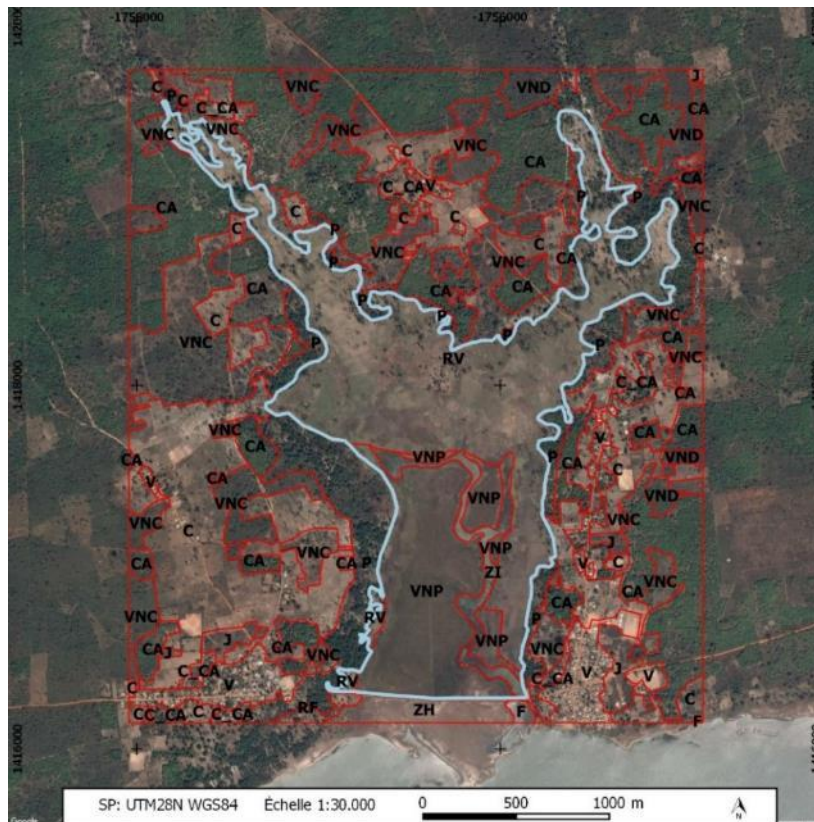 -1758000 -1756000
1420000
C P C C_CA VNC VND J
VNC VNC VNC C VNC CA CA VND
CA C C_CA V CA P P CA
C P C C VNC C VNC
P VNC VNC CA C
CA P CA CA
C P VNC
VNC P RV P P CA
VNC
1418000
C_CA
VNC CA V CA CA
CA V CA VNP P CA C VND
VNC C VNC VNP VNC
CA CA VNC CA P VNP ZI J V C
VNC VNP CA CA VNC
RV P
CA J J CA VNC VNP VNC
C C_CA V RV C_CA V J V C
C C_CA C C_CA RF ZH F F
1416000 1416000
SP: UTM28N WGS84 Échelle 1:30.000 0 500 1000 m N